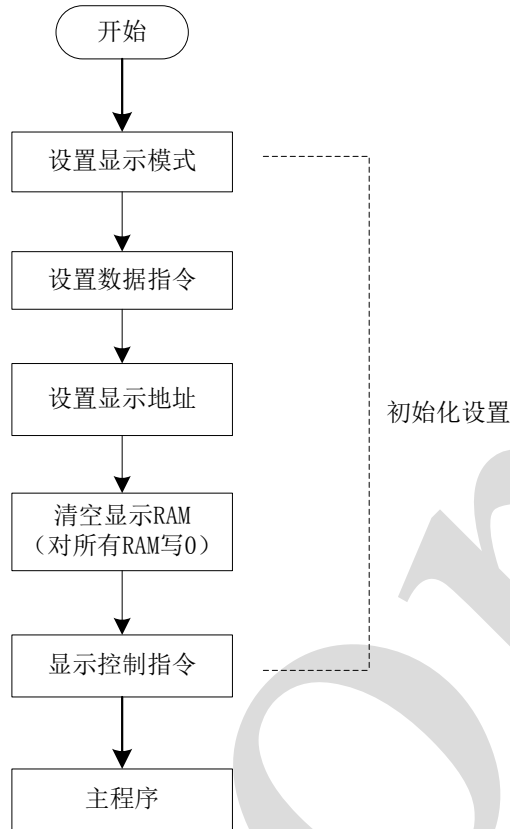 开始
设置显示模式
设置数据指令
设置显示地址
初始化设置
清空显示RAM
（对所有RAM写0）
显示控制指令
主程序